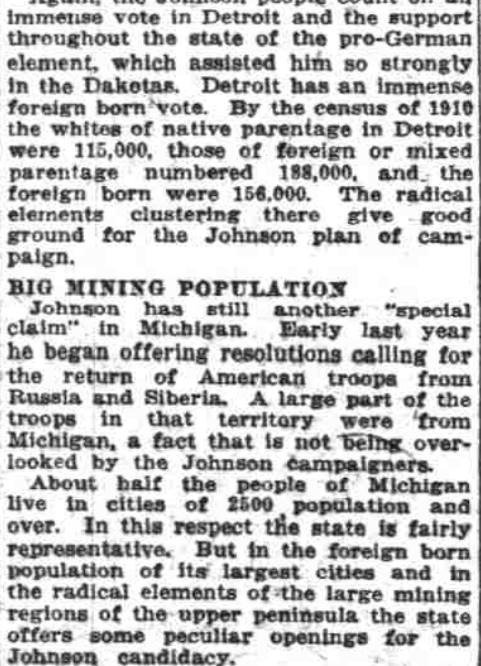 Again, the Johnson people count on an
immense vote in Detroit and the support
throughout the state of the pro-German
element, which assisted him so strongly
in the Dakotas. Detroit has an immense
foreign born vote. By the census of 1910
the whites of native parentage in Detroit
were 115,000, those of foreign or mixed
parentage numbered 188,000, and the
foreign born were 156,000. The radical
elements clustering there give good
ground for the Johnson plan of cam-
paign.
BIG MINING POPULATION
Johnson has still another "special
claim" in Michigan. Early last year
he began offering resolutions calling for
the return of American troops from
Russia and Siberia. A large part of the
troops in that territory were from
Michigan, a fact that is not being over-
looked by the Johnson campaigners.
About half the people of Michigan
live in cities of 2500 population and
over. In this respect the state is fairly
representative. But in the foreign born
population of its largest cities and in
the radical elements of the large mining
regions of the upper peninsula the state
offers some peculiar openings for the
Johnson candidacy.